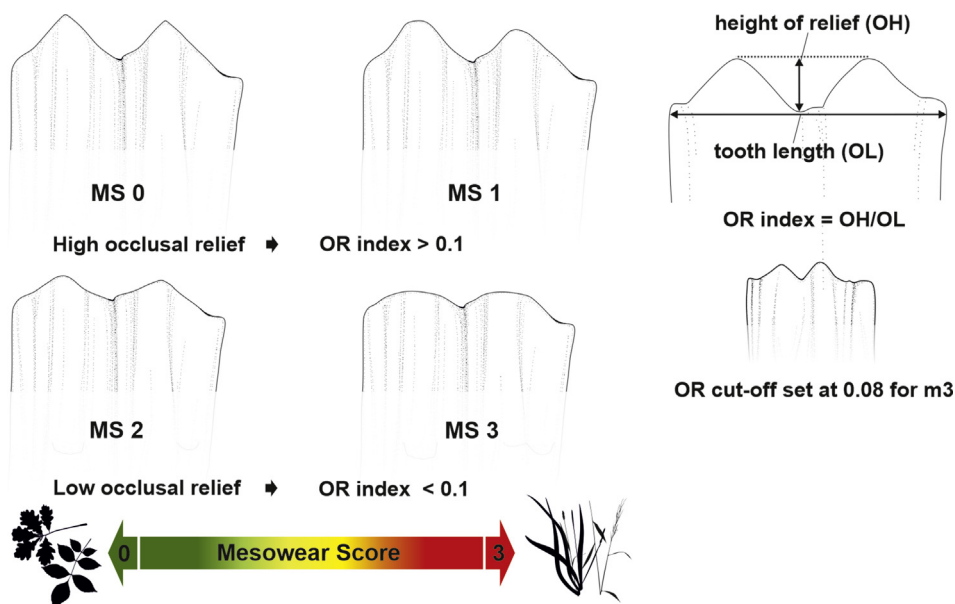 MS 0
MS 1
High occlusal relief → OR index > 0.1
MS 2
MS 3
Low occlusal relief → OR index < 0.1
0 Mesowear Score 3
height of relief (OH)
tooth length (OL)
OR index = OH/OL
OR cut-off set at 0.08 for m3